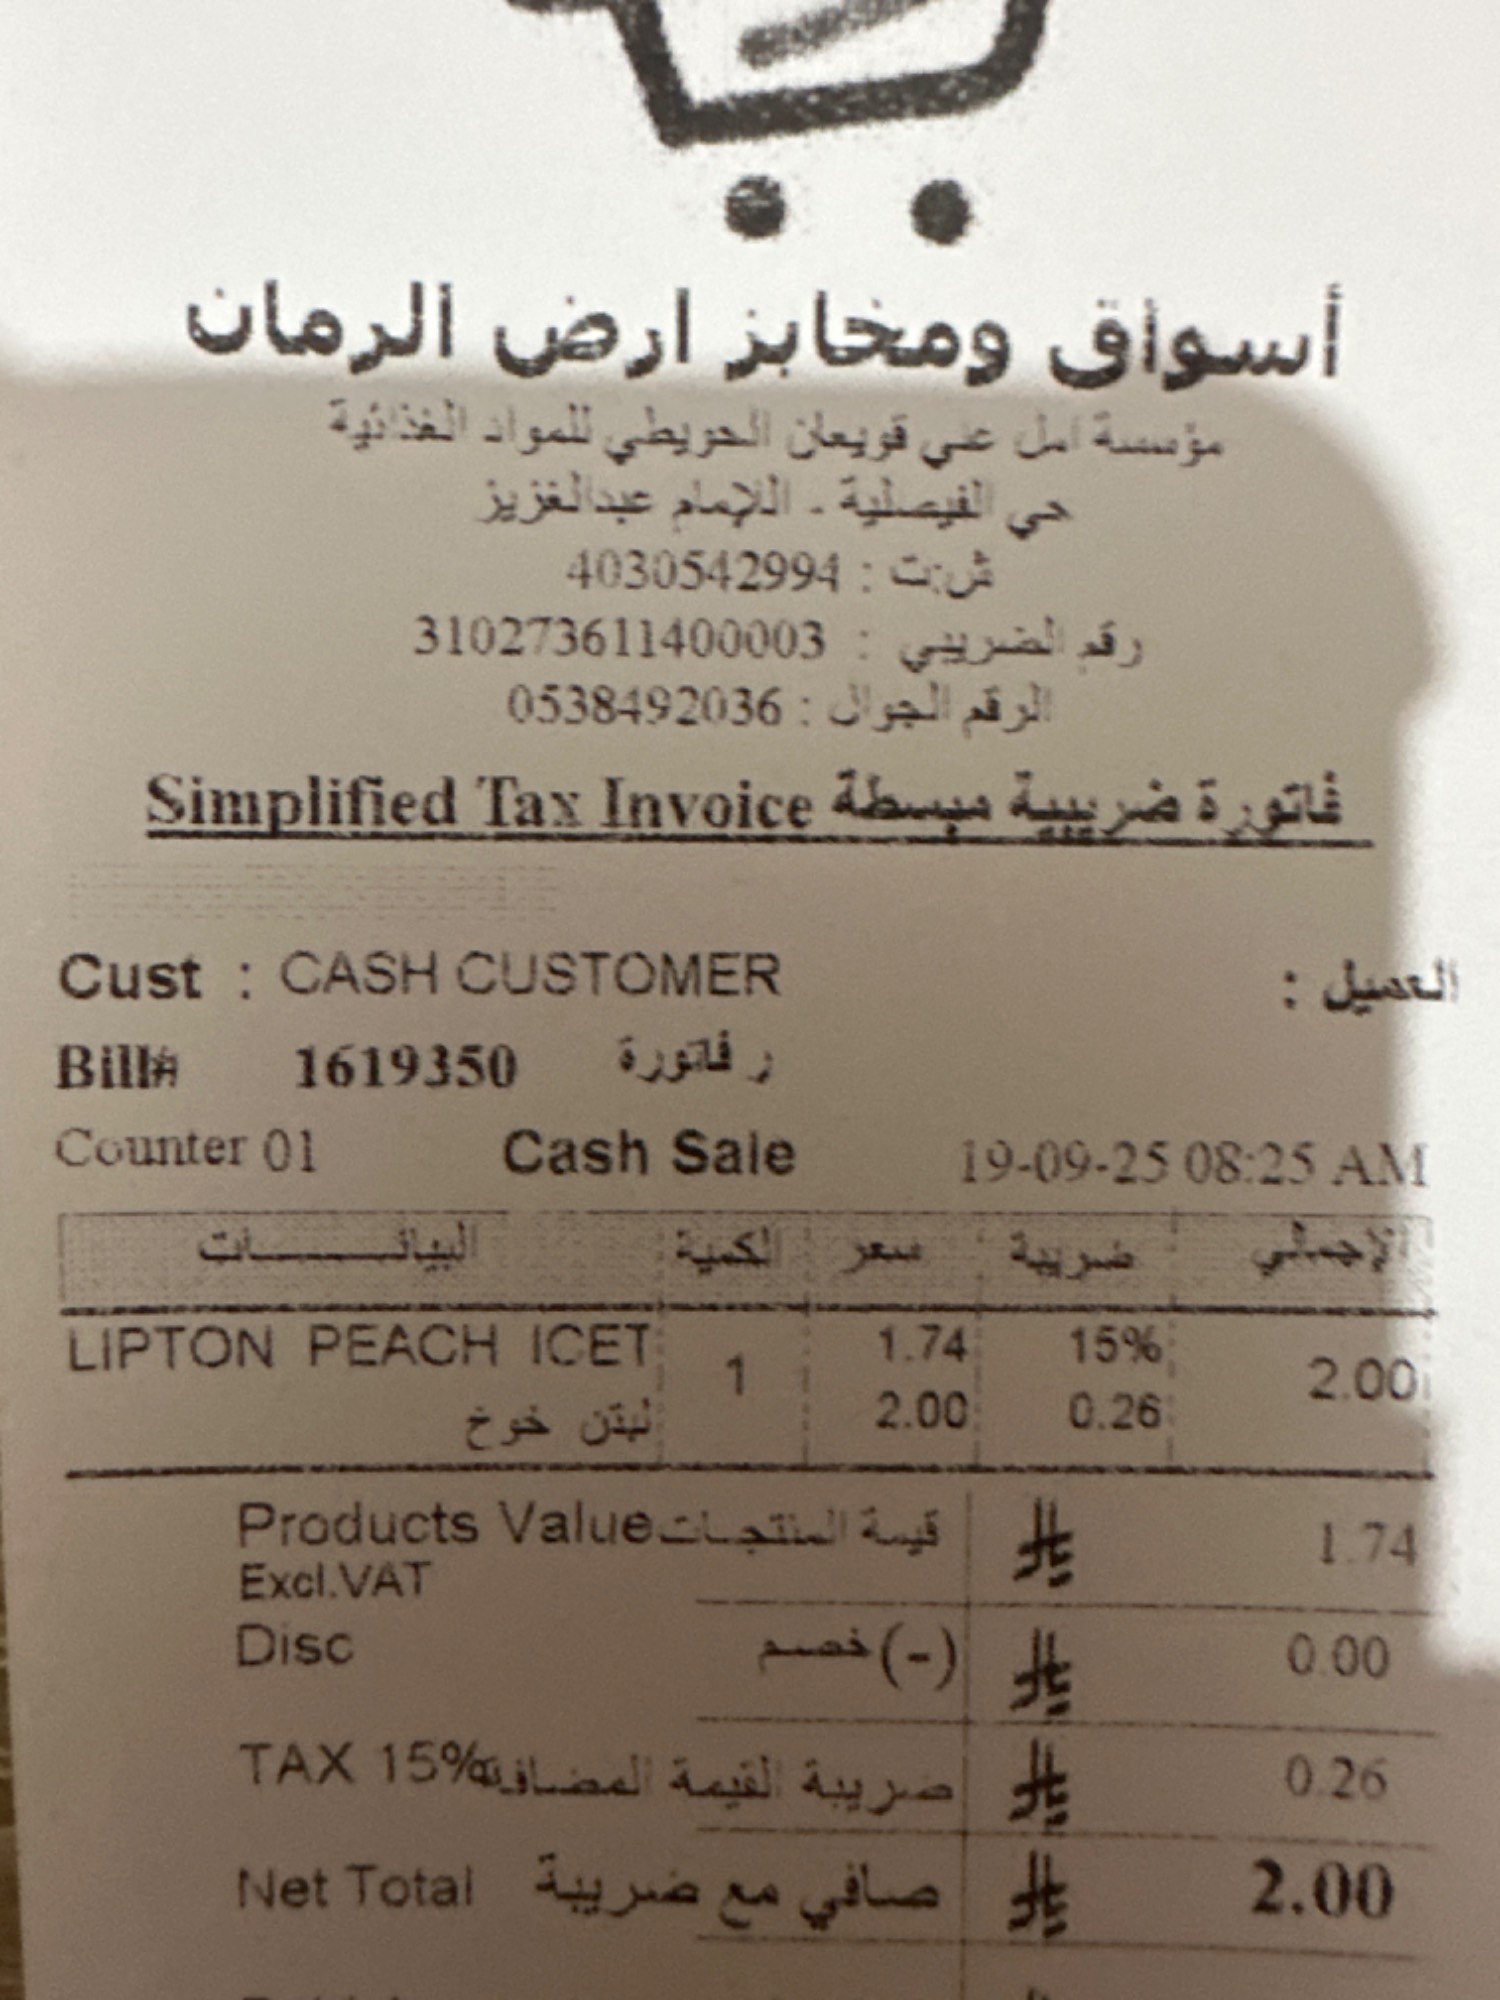 أسواق ومخابز ارض الرمان
مؤسسة امل علي قويعان الحويطي للمواد الغذائية
حي الفيصلية - الإمام عبدالعزيز
4030542994 : ش:ت
رقم الضريبي : 310273611400003
الرقم الجوال : 0538492036
Simplified Tax Invoice فاتورة ضريبية مبسطة
Cust : CASH CUSTOMER العميل :
Bill# 1619350 ر فاتورة
Counter 01 Cash Sale 19-09-25 08:25 AM
البيانـــــــات الكمية سعر ضريبة الإجمالي
LIPTON PEACH ICET 1 1.74 15% 2.00
لبتن خوخ 2.00 0.26
Products Value قيمة المنتجات 1.74
Excl.VAT
Disc خصم (-) 0.00
TAX 15% ضريبة القيمة المضافة 0.26
Net Total صافي مع ضريبة 2.00